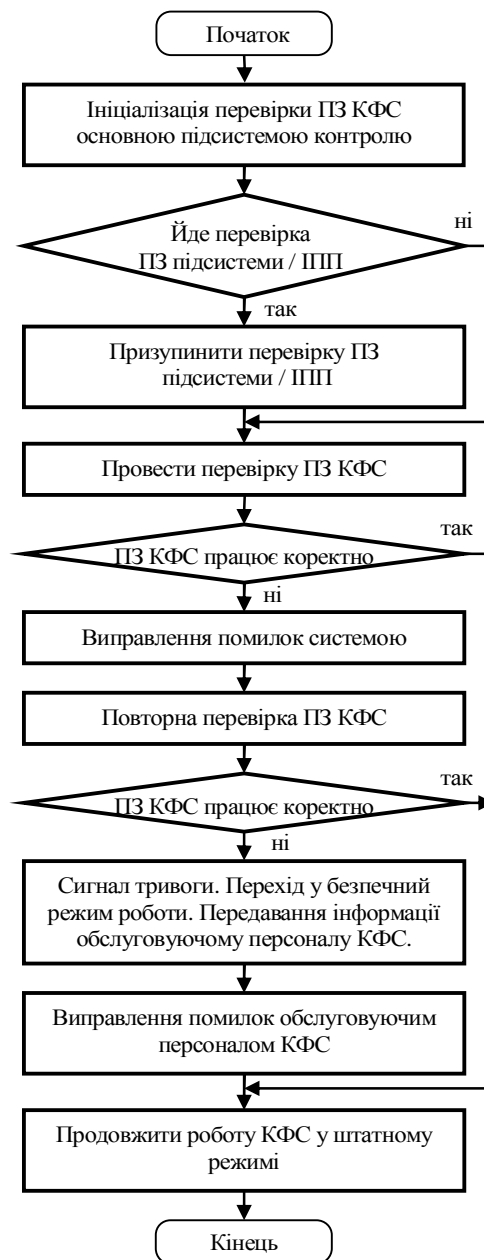 Початок
Ініціалізація перевірки ПЗ КФС
основною підсистемою контролю
Йде перевірка
ПЗ підсистеми / ІПП
ні
так
Призупинити перевірку ПЗ
підсистеми / ІПП
Провести перевірку ПЗ КФС
ПЗ КФС працює коректно
так
ні
Виправлення помилок системою
Повторна перевірка ПЗ КФС
ПЗ КФС працює коректно
так
ні
Сигнал тривоги. Перехід у безпечний
режим роботи. Передавання інформації
обслуговуючому персоналу КФС.
Виправлення помилок обслуговуючим
персоналом КФС
Продовжити роботу КФС у штатному
режимі
Кінець